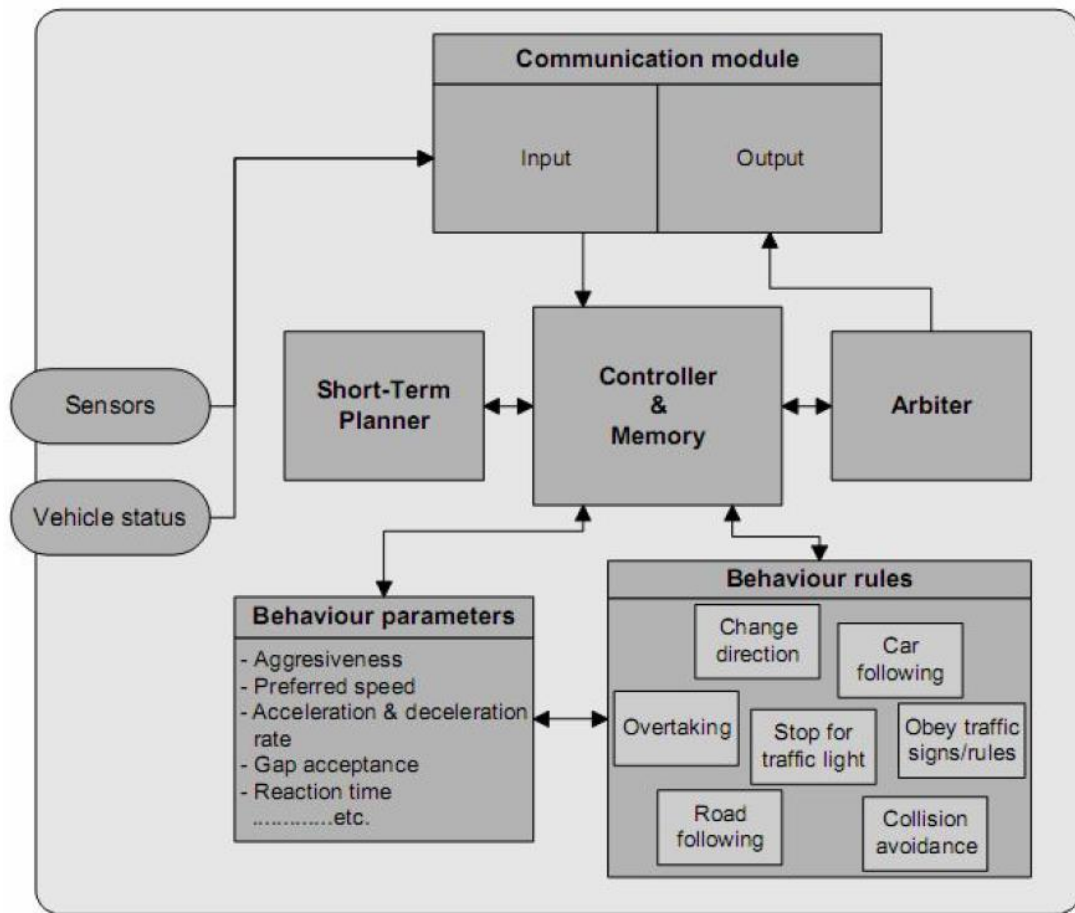 Communication module
Input
Output
Short-Term
Planner
Controller
&
Memory
Arbiter
Sensors
Vehicle status
Behaviour parameters
- Aggresiveness
- Preferred speed
- Acceleration & deceleration
rate
- Gap acceptance
- Reaction time
.............etc.
Behaviour rules
Change
direction
Car
following
Overtaking
Stop for
traffic light
Obey traffic
signs/rules
Road
following
Collision
avoidance